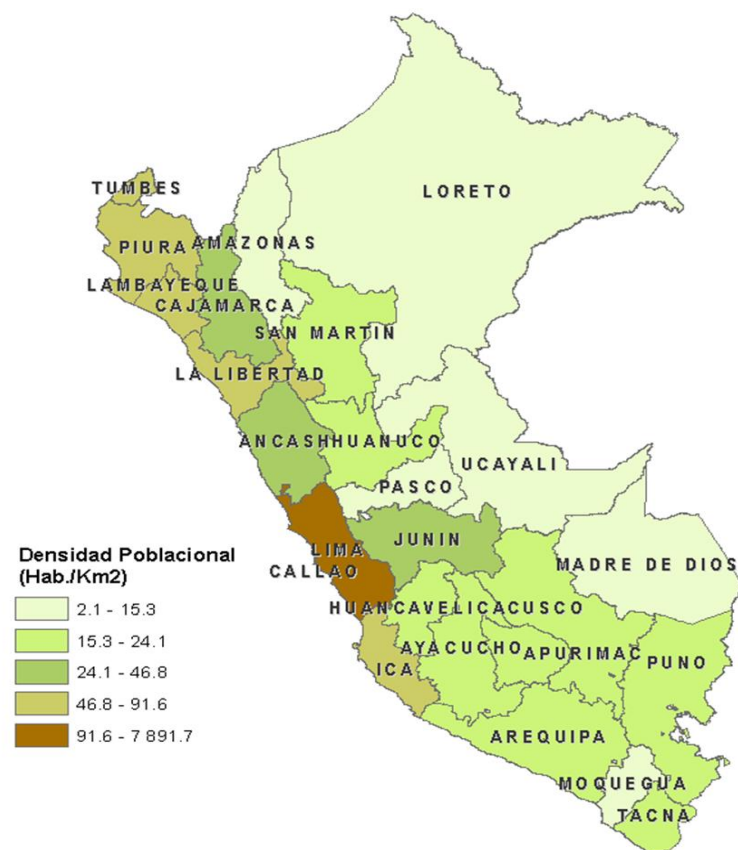 TUMBES
LORETO
PIURA
AMAZONAS
LAMBAYEQUE
CAJAMARCA
SAN MARTIN
LA LIBERTAD
ANCASH
HUANUCO
UCAYALI
PASCO
JUNIN
LIMA
CALLAO
MADRE DE DIOS
HUANCAVELICA
CUSCO
AYACUCHO
APURIMAC
PUNO
ICA
AREQUIPA
MOQUEGUA
TACNA
Densidad Poblacional
(Hab./Km2)
2.1 - 15.3
15.3 - 24.1
24.1 - 46.8
46.8 - 91.6
91.6 - 7 891.7